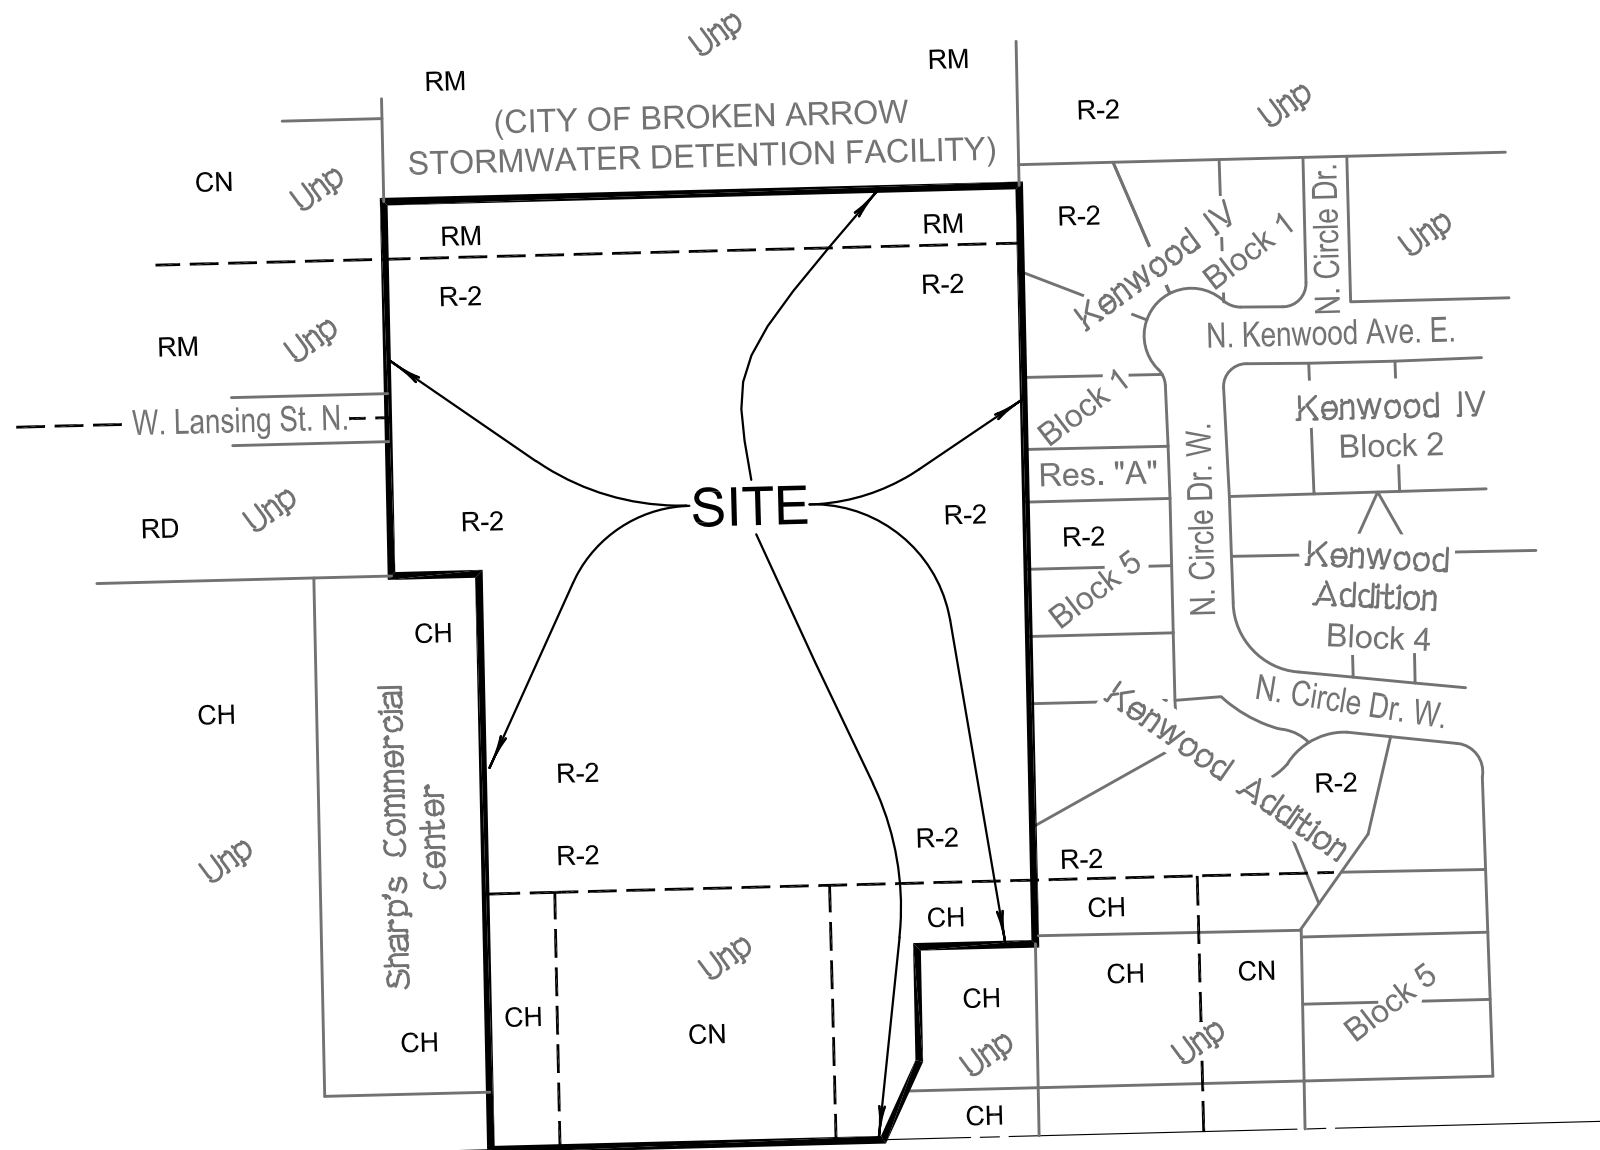 Unp
RM
RM
(CITY OF BROKEN ARROW
STORMWATER DETENTION FACILITY)
R-2
Unp
CN
Unp
RM
RM
R-2
R-2
R-2
Kenwood IV
Block 1
N. Circle Dr.
Unp
RM
Unp
N. Kenwood Ave. E.
W. Lansing St. N.
Block 1
Kenwood IV
Block 2
Res. "A"
N. Circle Dr. W.
SITE
RD
Unp
R-2
R-2
R-2
Block 5
Kenwood
Addition
Block 4
CH
N. Circle Dr. W.
CH
Sharp's Commercial
Center
Kenwood Addition
R-2
R-2
R-2
R-2
R-2
Unp
CH
CH
Unp
CH
CN
CH
CH
CN
Block 5
CH
Unp
Unp
CH